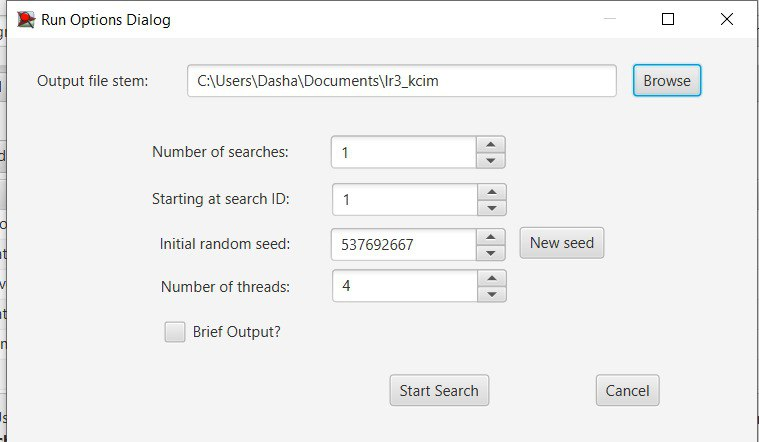 Run Options Dialog
Output file stem: C:\Users\Dasha\Documents\lr3_kcim Browse
Number of searches: 1
Starting at search ID: 1
Initial random seed: 537692667 New seed
Number of threads: 4
Brief Output?
Start Search Cancel